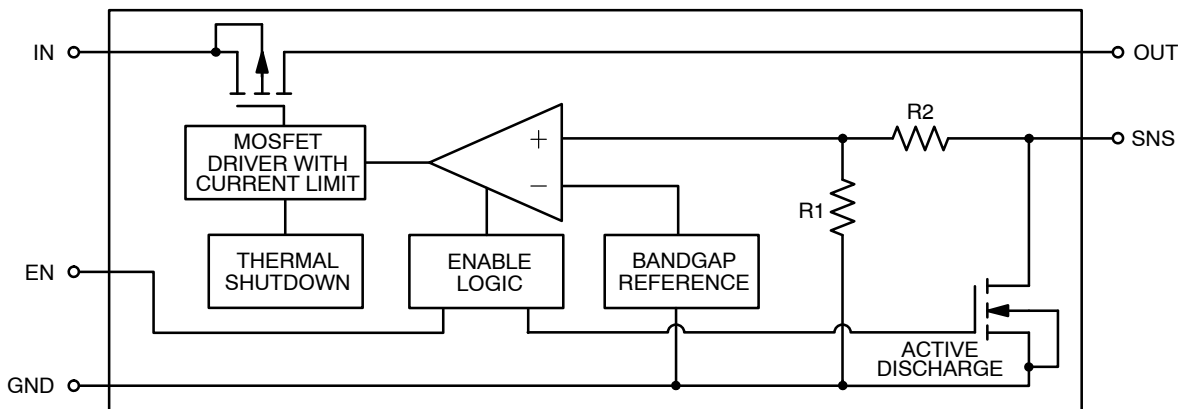 IN
OUT
R2
SNS
+
−
MOSFET
DRIVER WITH
CURRENT LIMIT
R1
THERMAL
SHUTDOWN
ENABLE
LOGIC
BANDGAP
REFERENCE
EN
ACTIVE
DISCHARGE
GND